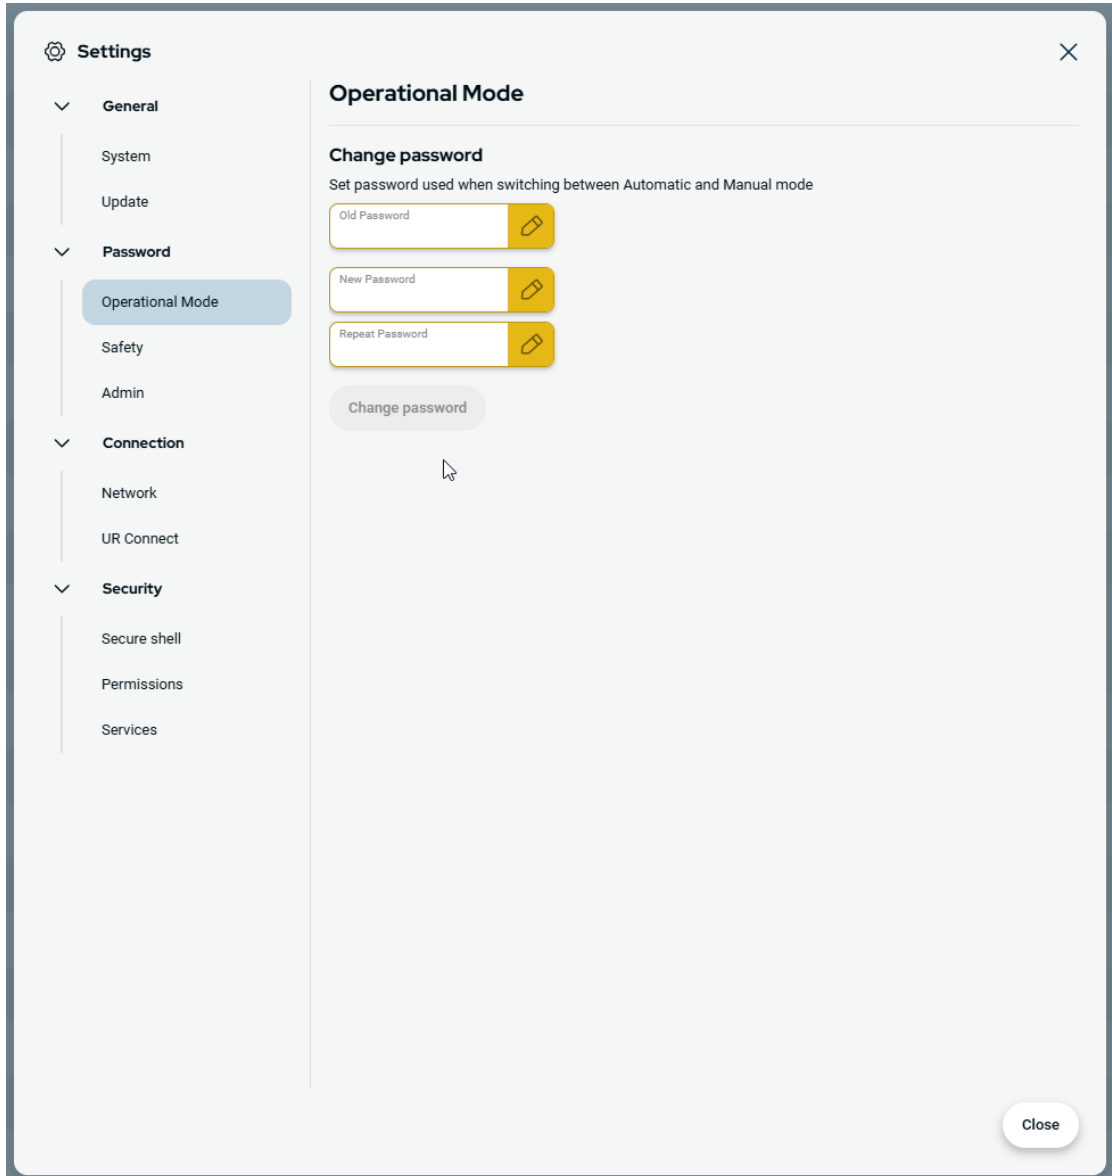 Settings
General
System
Update
Password
Operational Mode
Safety
Admin
Connection
Network
UR Connect
Security
Secure shell
Permissions
Services
Operational Mode
Change password
Set password used when switching between Automatic and Manual mode
Old Password
New Password
Repeat Password
Change password
Close